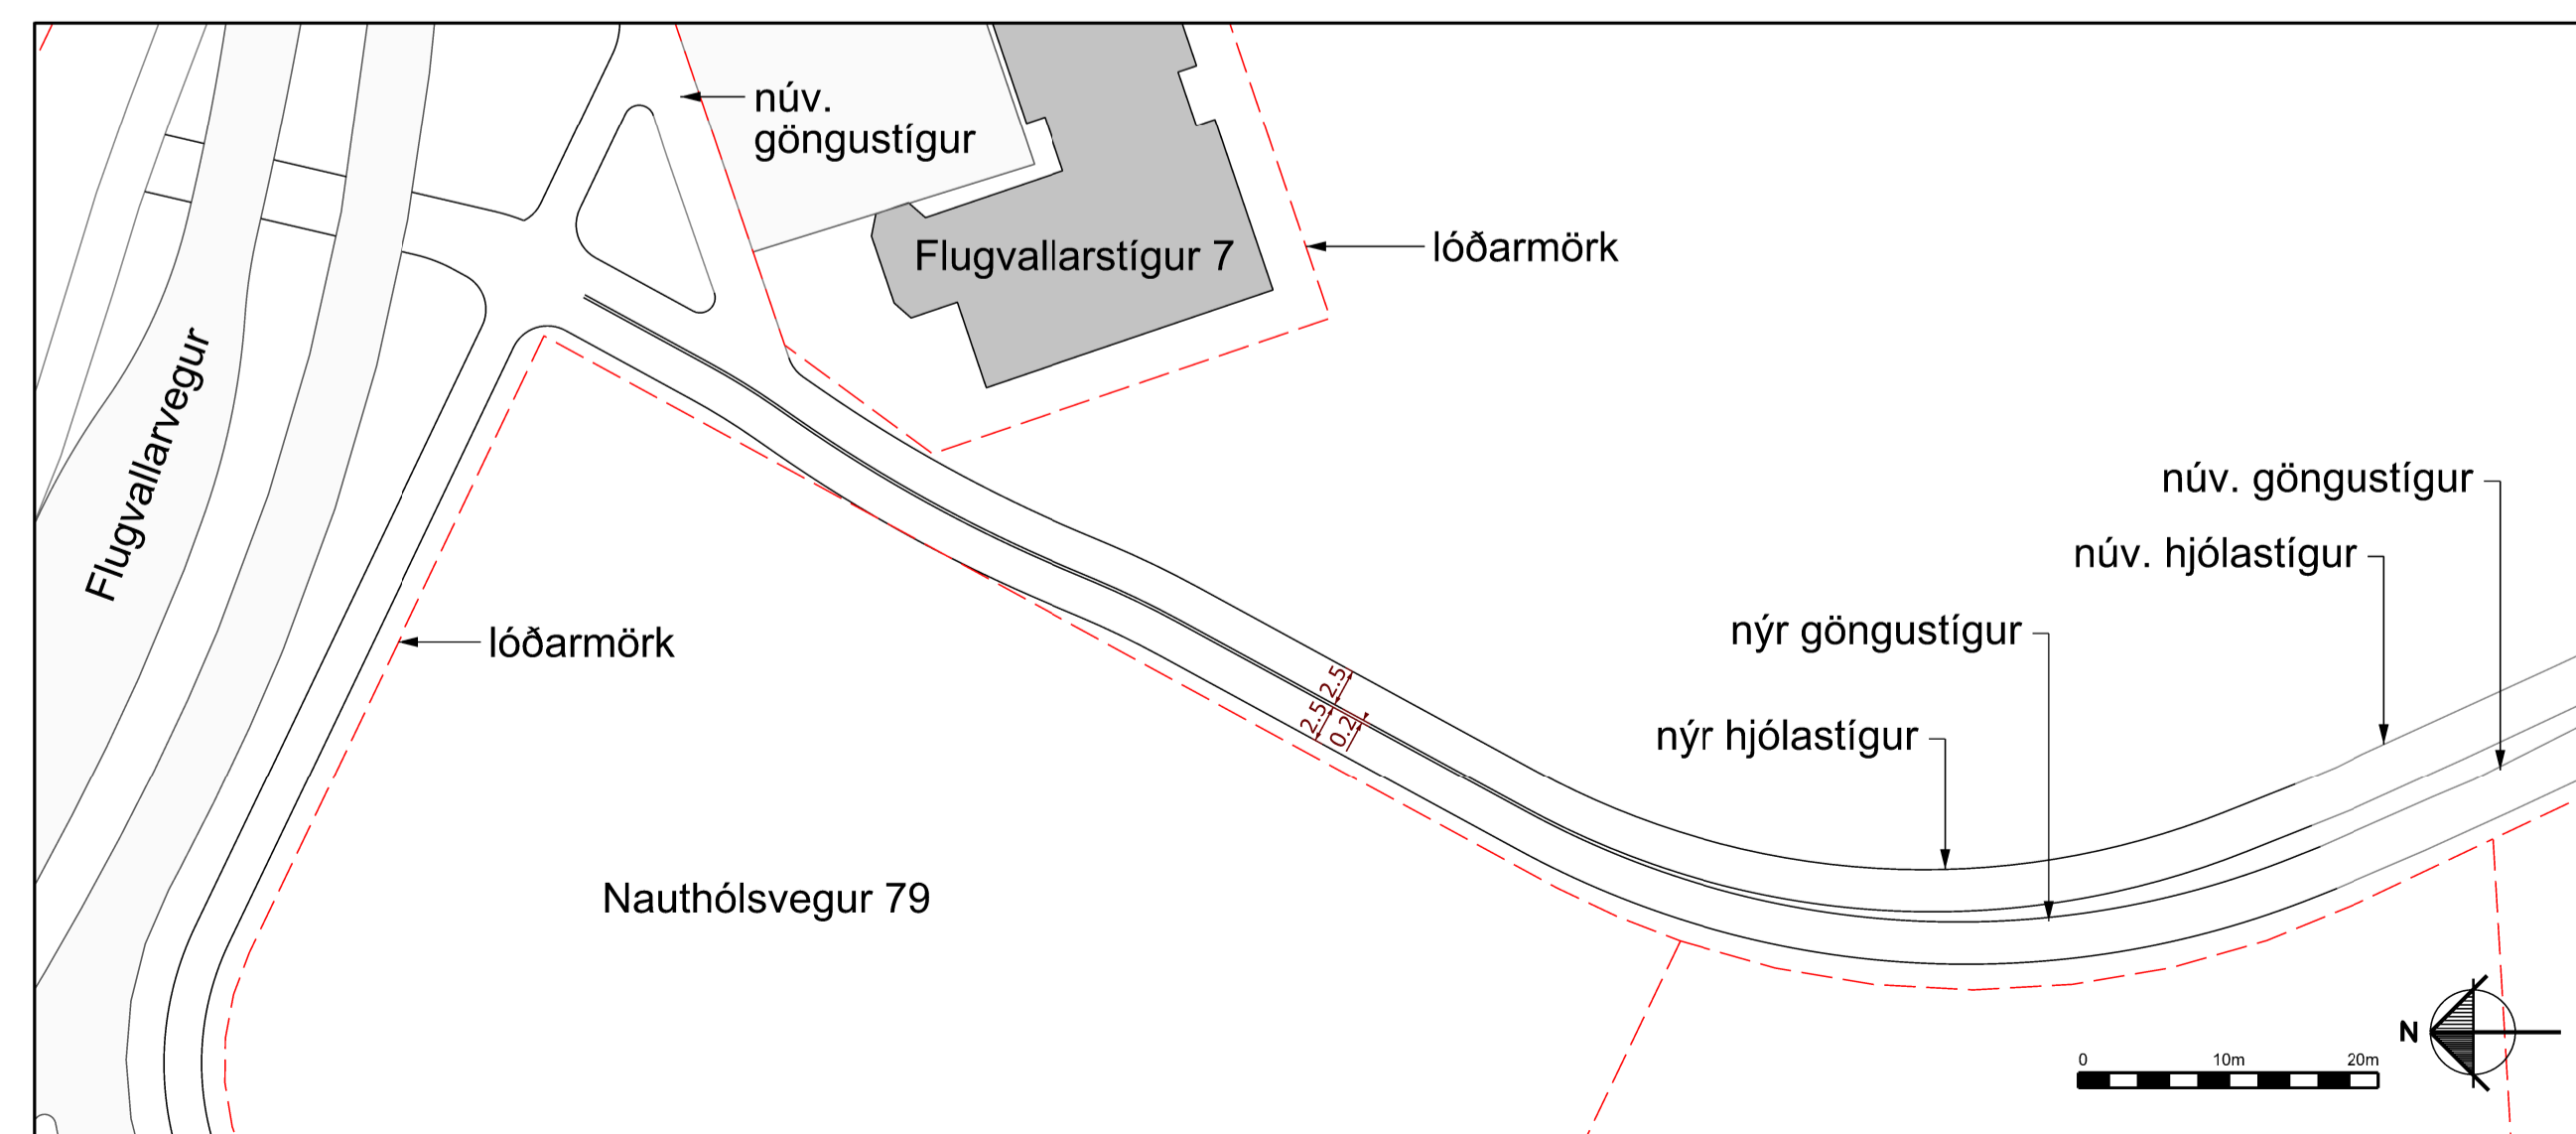 núv.
göngustígur
Flugvallarstígur 7
lóðarmörk
Flugvallarvegur
lóðarmörk
núv. göngustígur
núv. hjólastígur
nýr göngustígur
nýr hjólastígur
2.5
2.5
0.2
Nauthólsvegur 79
N
0 10m 20m